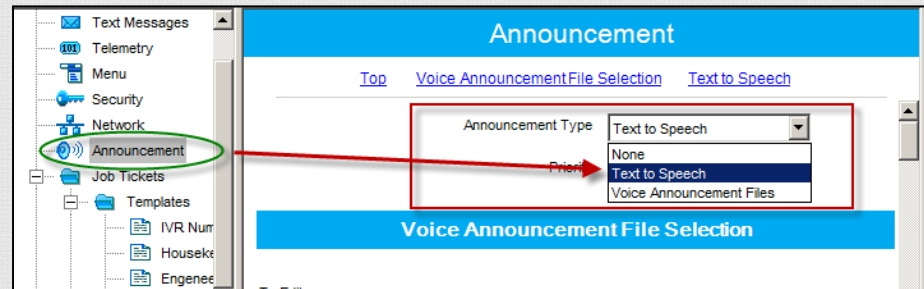 Text Messages
101 Telemetry
Menu
Security
Network
Announcement
Job Tickets
Templates
IVR Num
Houseke
Engenee
Announcement
Top Voice Announcement File Selection Text to Speech
Announcement Type Text to Speech
None
Text to Speech
Voice Announcement Files
Voice Announcement File Selection